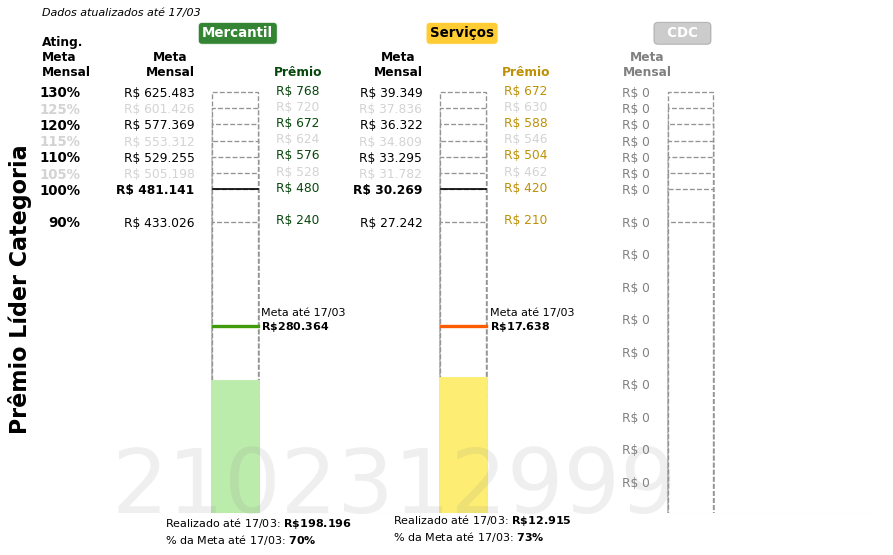 Dados atualizados até 17/03
Mercantil Serviços CDC
Ating.
Meta Meta Meta Meta
Mensal Mensal Prêmio Mensal Prêmio Mensal
130% R$ 625.483 R$ 768 R$ 39.349 R$ 672 R$ 0
125% R$ 601.426 R$ 720 R$ 37.836 R$ 630 R$ 0
120% R$ 577.369 R$ 672 R$ 36.322 R$ 588 R$ 0
115% R$ 553.312 R$ 624 R$ 34.809 R$ 546 R$ 0
110% R$ 529.255 R$ 576 R$ 33.295 R$ 504 R$ 0
105% R$ 505.198 R$ 528 R$ 31.782 R$ 462 R$ 0
100% R$ 481.141 R$ 480 R$ 30.269 R$ 420 R$ 0
90% R$ 433.026 R$ 240 R$ 27.242 R$ 210 R$ 0
R$ 0
R$ 0
Meta até 17/03 Meta até 17/03
R$280.364 R$17.638 R$ 0
R$ 0
R$ 0
R$ 0
R$ 0
R$ 0
Prêmio Líder Categoria
2102312999
Realizado até 17/03: R$198.196 Realizado até 17/03: R$12.915
% da Meta até 17/03: 70% % da Meta até 17/03: 73%